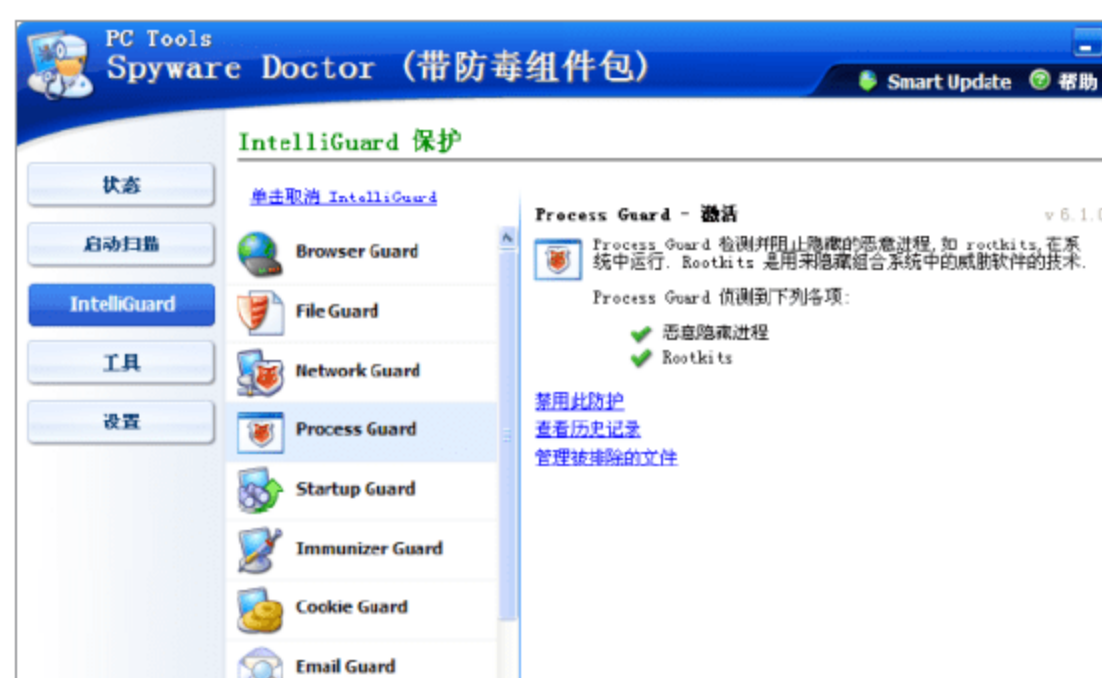 PC Tools
Spyware Doctor (带防毒组件包)
Smart Update 帮助
IntelliGuard 保护
状态
启动扫描
IntelliGuard
工具
设置
单击取消 IntelliGuard
Browser Guard
File Guard
Network Guard
Process Guard
Startup Guard
Immunizer Guard
Cookie Guard
Email Guard
Process Guard - 激活
v 6.1.0
Process Guard 检测并阻止隐藏的恶意进程,如 rootkits,在系
统中运行. Rootkits 是用来隐藏组合系统中的威胁软件的技术.
Process Guard 侦测到下列各项:
恶意隐藏进程
Rootkits
禁用此防护
查看历史记录
管理被排除的文件